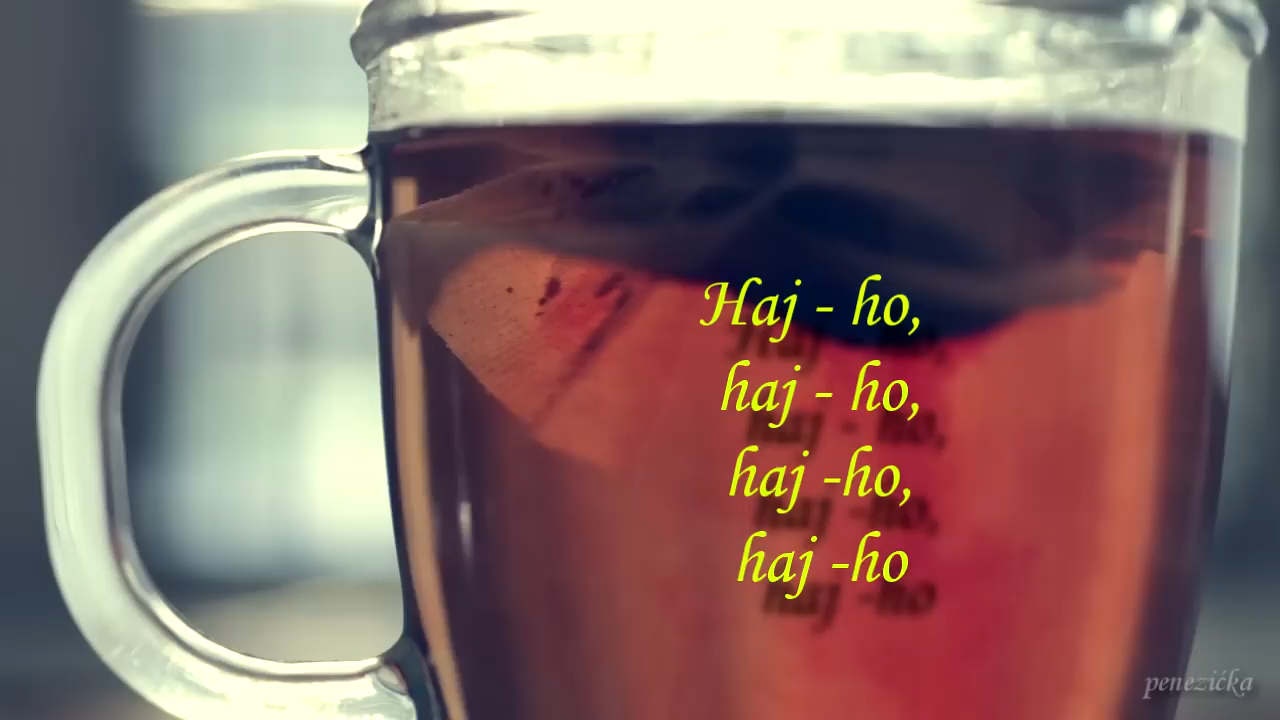 Haj - ho,
haj - ho,
haj -ho,
haj -ho
penezićka